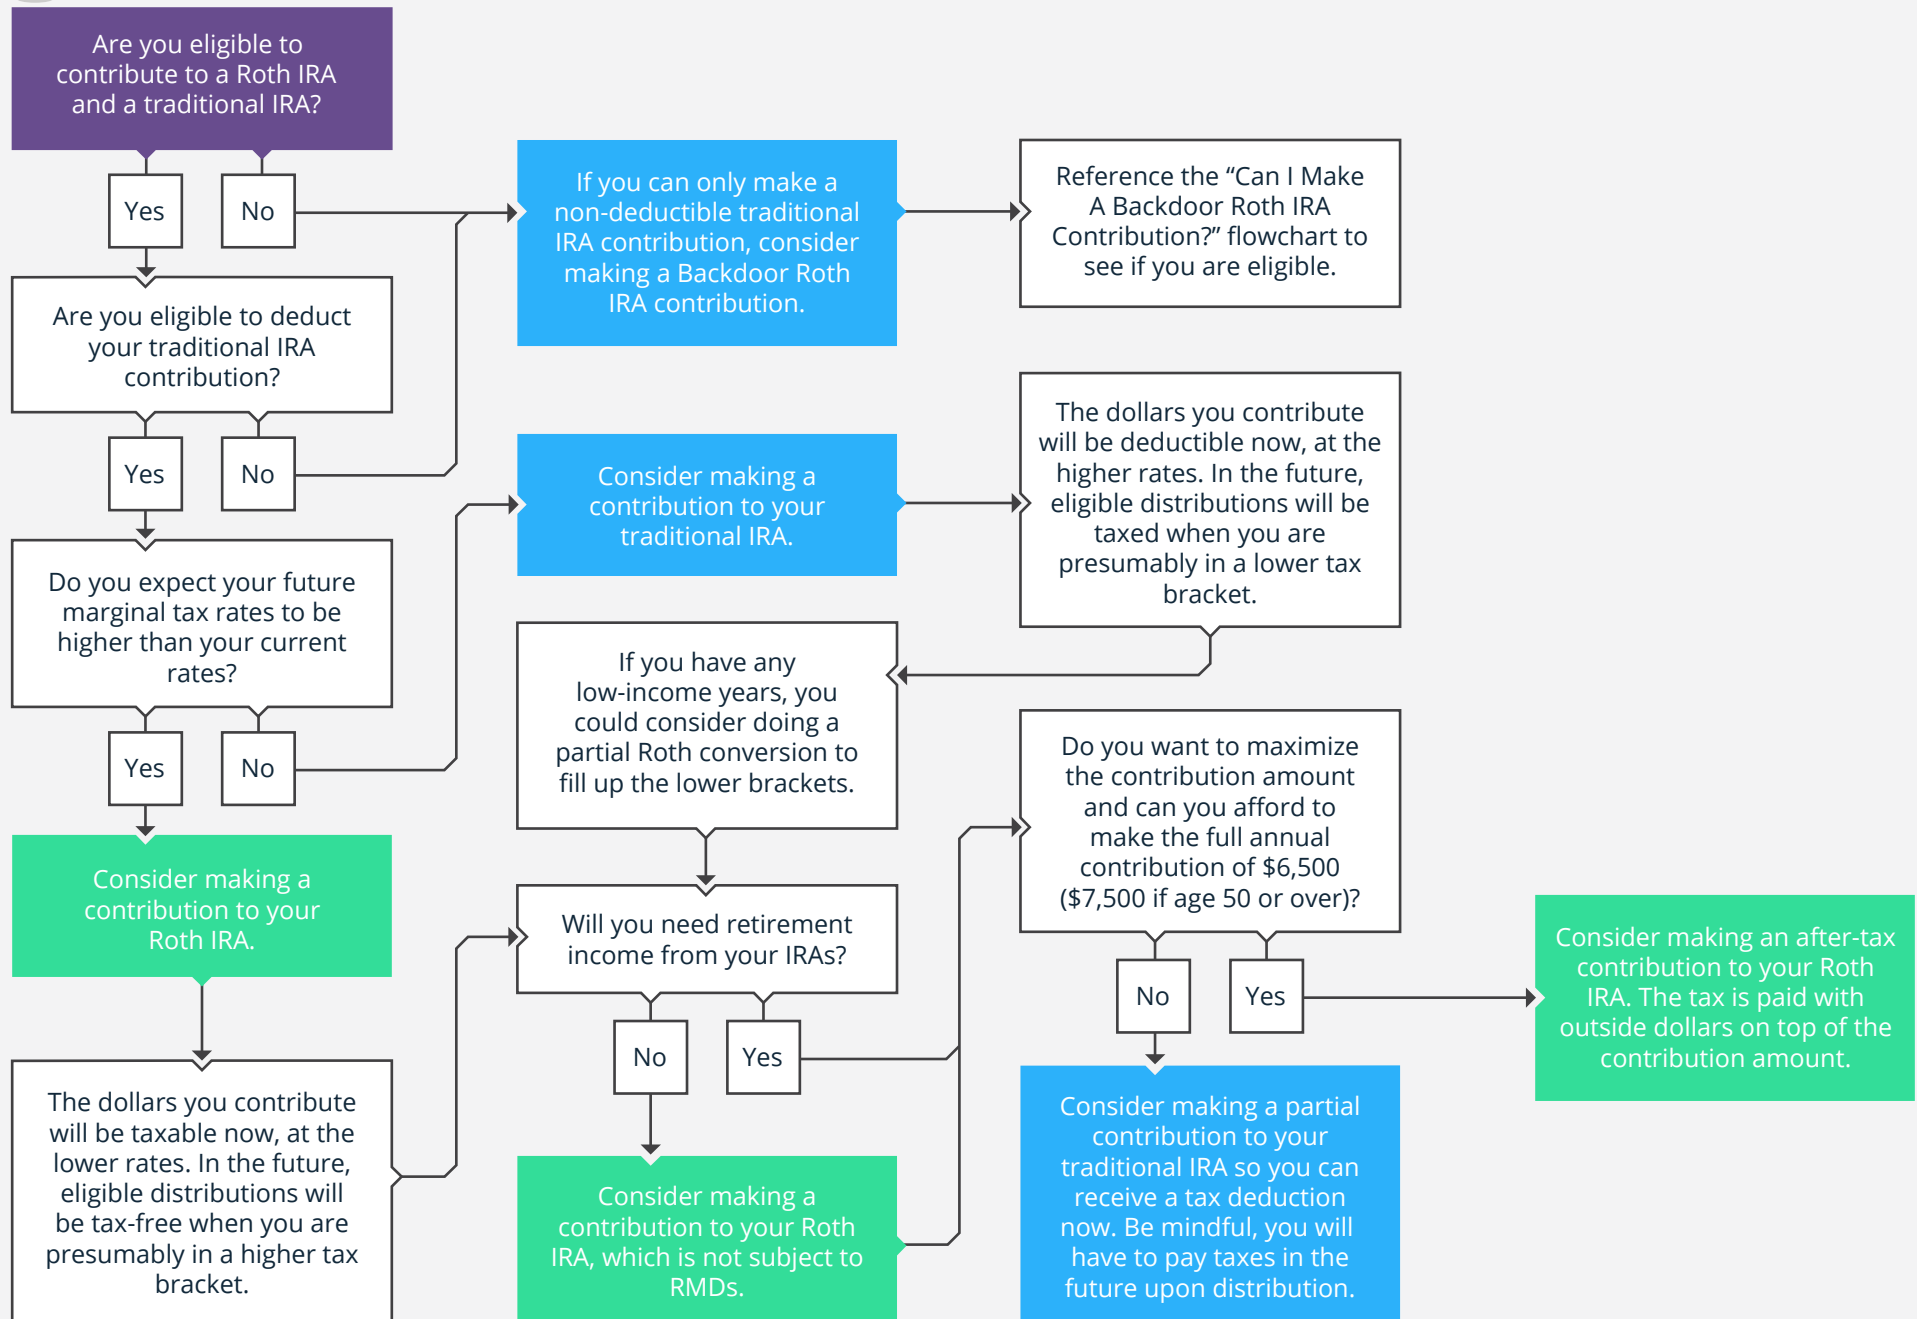 Are you eligible to
contribute to a Roth IRA
and a traditional IRA?
Yes
No
If you can only make a
non-deductible traditional
IRA contribution, consider
making a Backdoor Roth
IRA contribution.
Reference the “Can I Make
A Backdoor Roth IRA
Contribution?” flowchart to
see if you are eligible.
Are you eligible to deduct
your traditional IRA
contribution?
Yes
No
Consider making a
contribution to your
traditional IRA.
The dollars you contribute
will be deductible now, at the
higher rates. In the future,
eligible distributions will be
taxed when you are
presumably in a lower tax
bracket.
Do you expect your future
marginal tax rates to be
higher than your current
rates?
Yes
No
If you have any
low-income years, you
could consider doing a
partial Roth conversion to
fill up the lower brackets.
Do you want to maximize
the contribution amount
and can you afford to
make the full annual
contribution of $6,500
($7,500 if age 50 or over)?
No
Yes
Consider making a
contribution to your
Roth IRA.
Will you need retirement
income from your IRAs?
No
Yes
Consider making an after-tax
contribution to your Roth
IRA. The tax is paid with
outside dollars on top of the
contribution amount.
The dollars you contribute
will be taxable now, at the
lower rates. In the future,
eligible distributions will
be tax-free when you are
presumably in a higher tax
bracket.
Consider making a
contribution to your Roth
IRA, which is not subject to
RMDs.
Consider making a partial
contribution to your
traditional IRA so you can
receive a tax deduction
now. Be mindful, you will
have to pay taxes in the
future upon distribution.